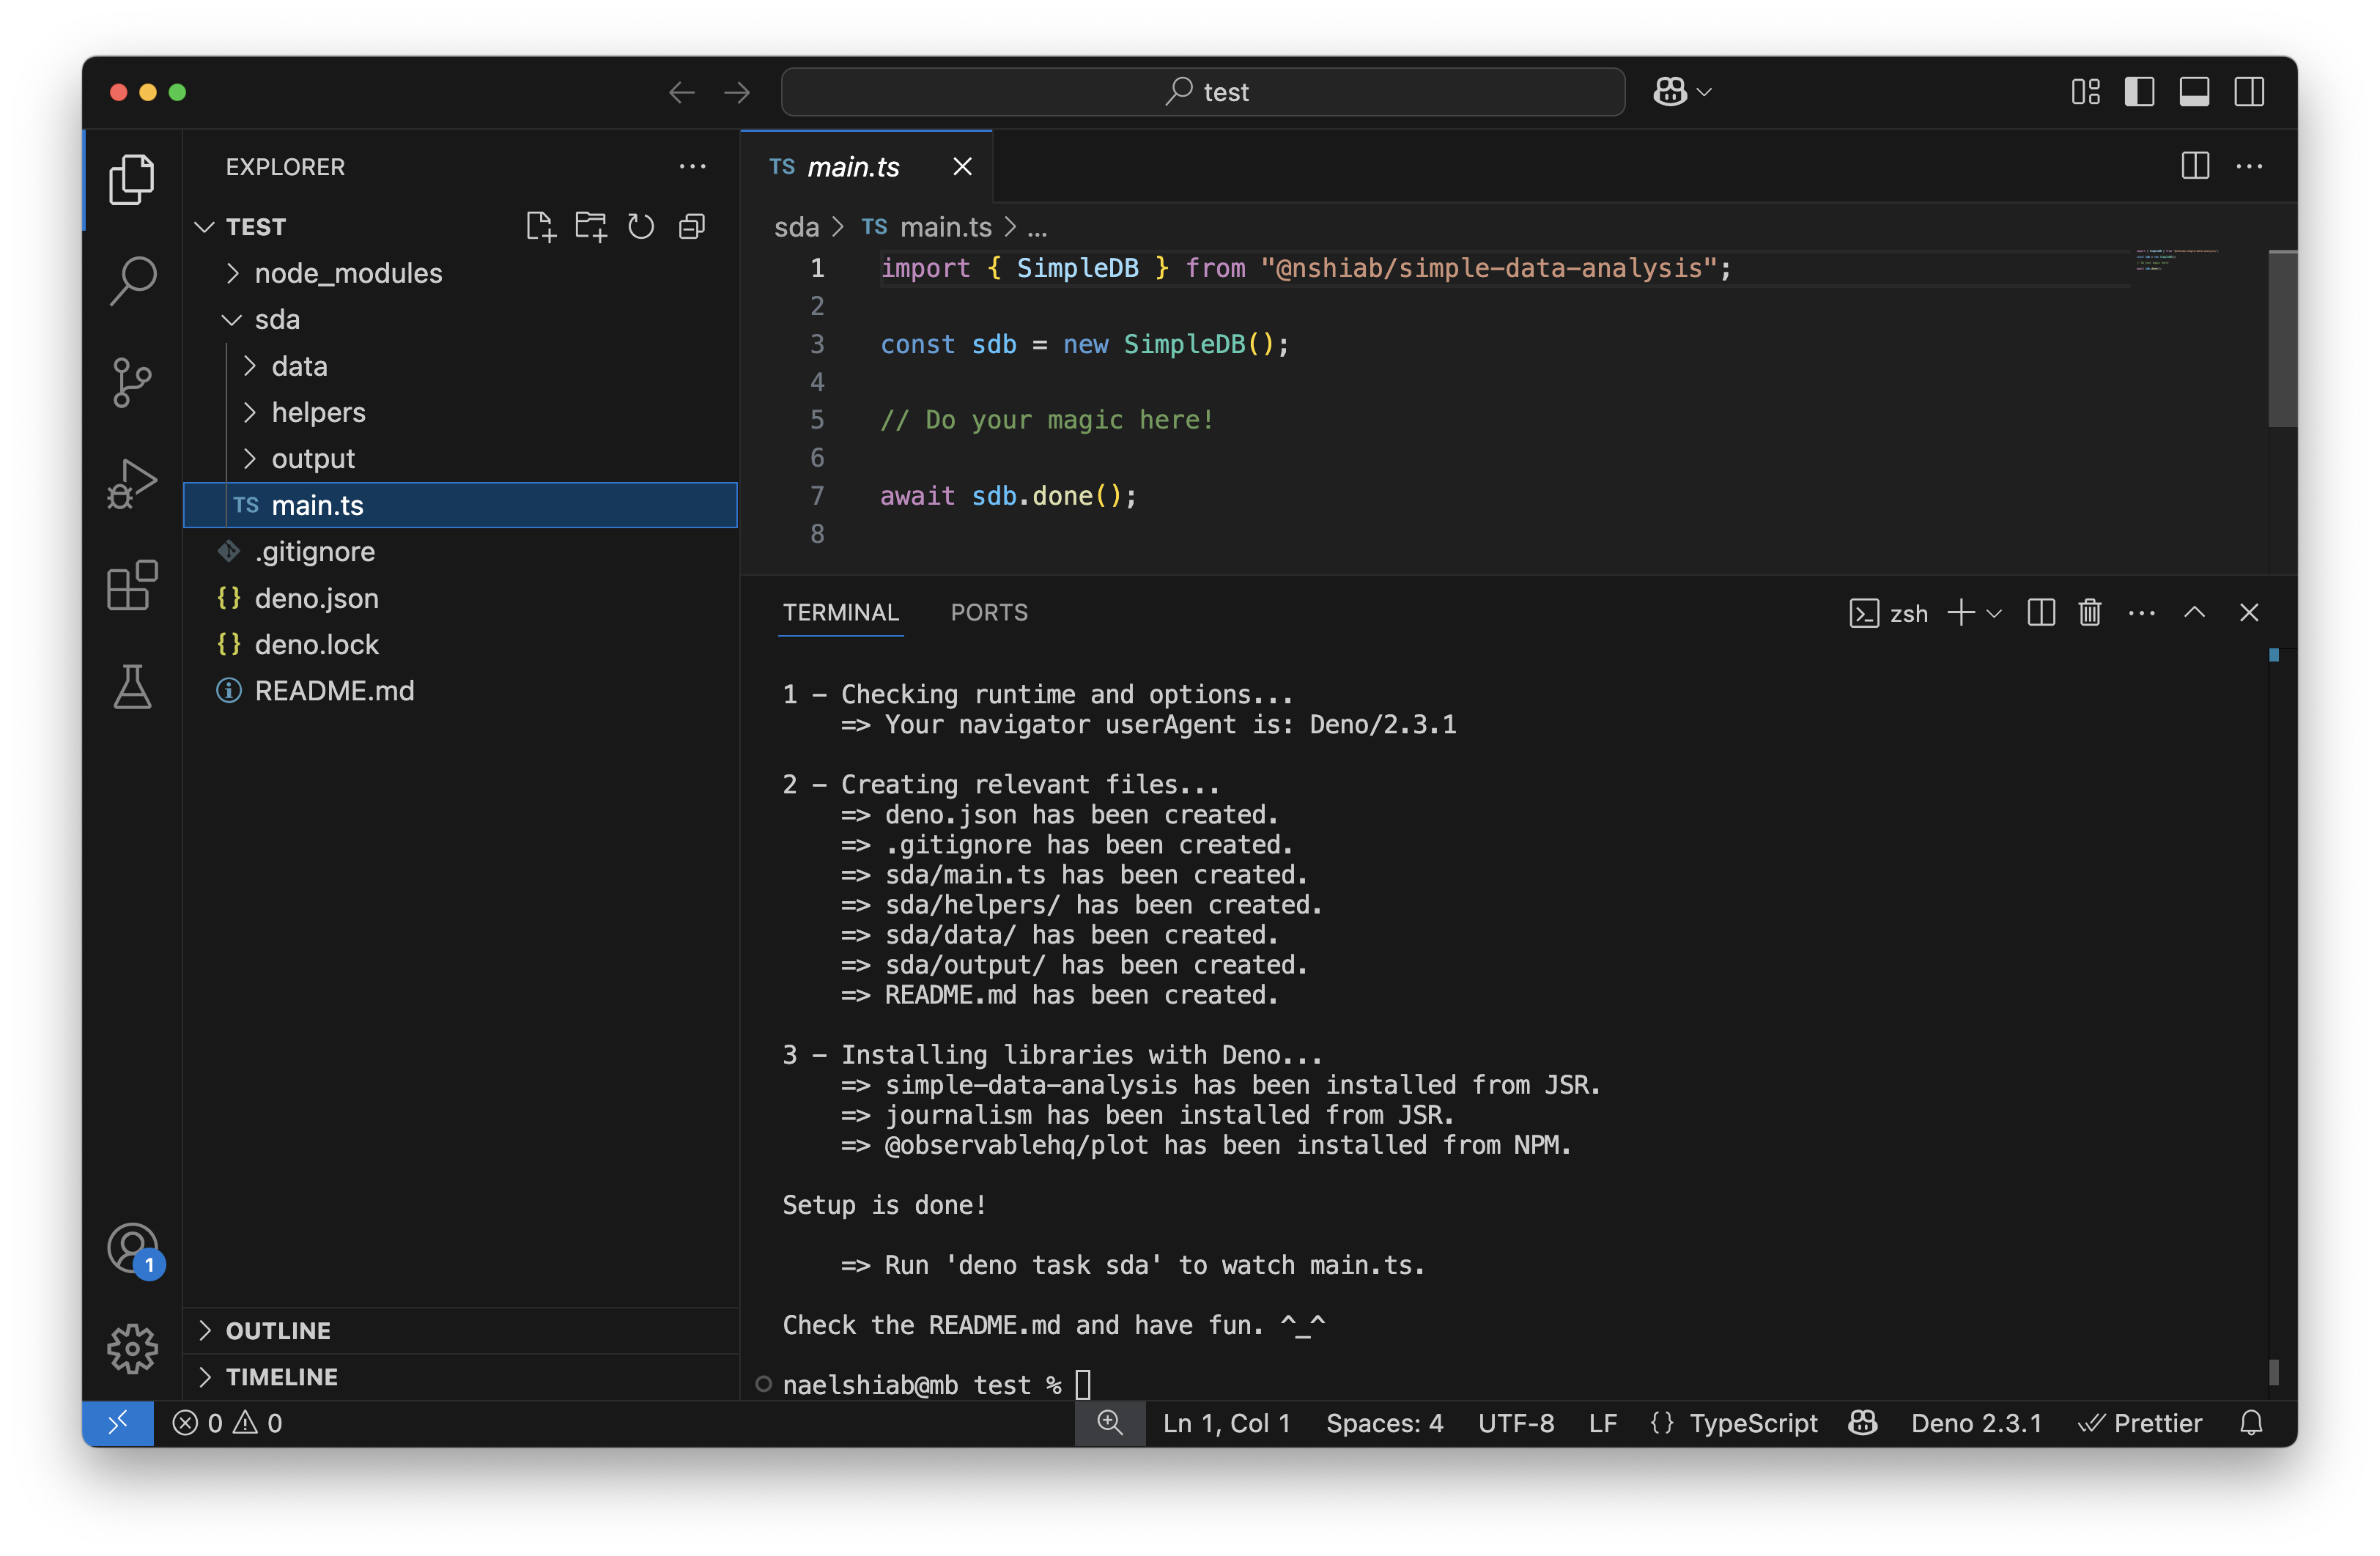 test
EXPLORER
TEST
node_modules
sda
data
helpers
output
TS main.ts
.gitignore
{} deno.json
{} deno.lock
README.md
OUTLINE
TIMELINE
1
TS main.ts
sda > TS main.ts > ...
1 import { SimpleDB } from "@nshiab/simple-data-analysis";
2
3 const sdb = new SimpleDB();
4
5 // Do your magic here!
6
7 await sdb.done();
8
TERMINAL PORTS
zsh
1 - Checking runtime and options...
=> Your navigator userAgent is: Deno/2.3.1
2 - Creating relevant files...
=> deno.json has been created.
=> .gitignore has been created.
=> sda/main.ts has been created.
=> sda/helpers/ has been created.
=> sda/data/ has been created.
=> sda/output/ has been created.
=> README.md has been created.
3 - Installing libraries with Deno...
=> simple-data-analysis has been installed from JSR.
=> journalism has been installed from JSR.
=> @observablehq/plot has been installed from NPM.
Setup is done!
=> Run 'deno task sda' to watch main.ts.
Check the README.md and have fun. ^_^
naelshiab@mb test %
0 0 Ln 1, Col 1 Spaces: 4 UTF-8 LF {} TypeScript Deno 2.3.1 Prettier